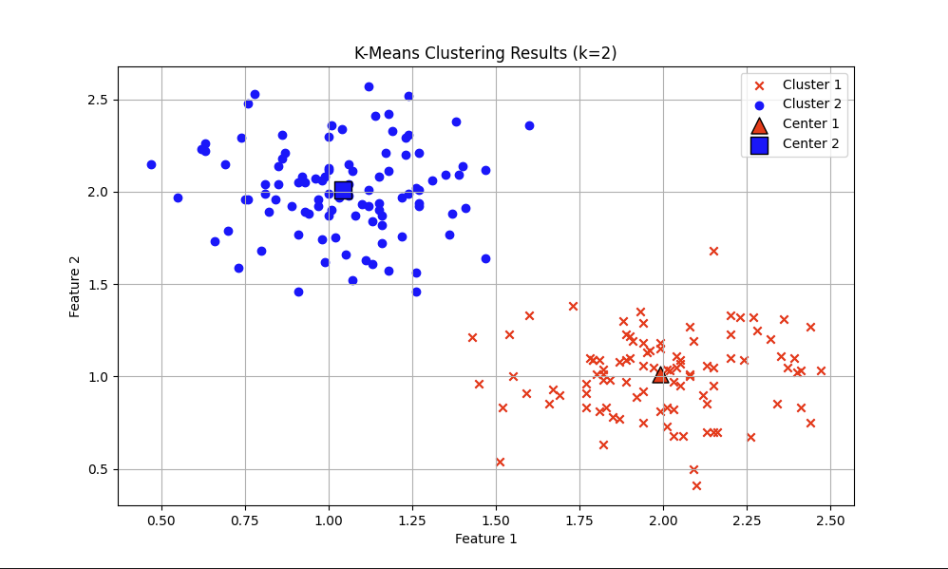 K-Means Clustering Results (k=2)
Cluster 1
Cluster 2
Center 1
Center 2
2.5
2.0
1.5
1.0
0.5
Feature 2
0.50
0.75
1.00
1.25
1.50
1.75
2.00
2.25
2.50
Feature 1